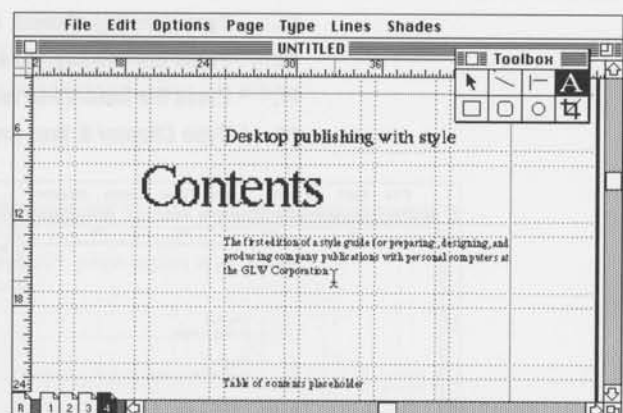 File Edit Options Page Type Lines Shades
UNTITLED
Toolbox
A
12 18 24 30 36
6
12
18
24
Desktop publishing with style
Contents
The first edition of a style guide for preparing, designing, and
producing company publications with personal computers at
the GLW Corporation
Table of contents placeholder
R 1 2 3 4